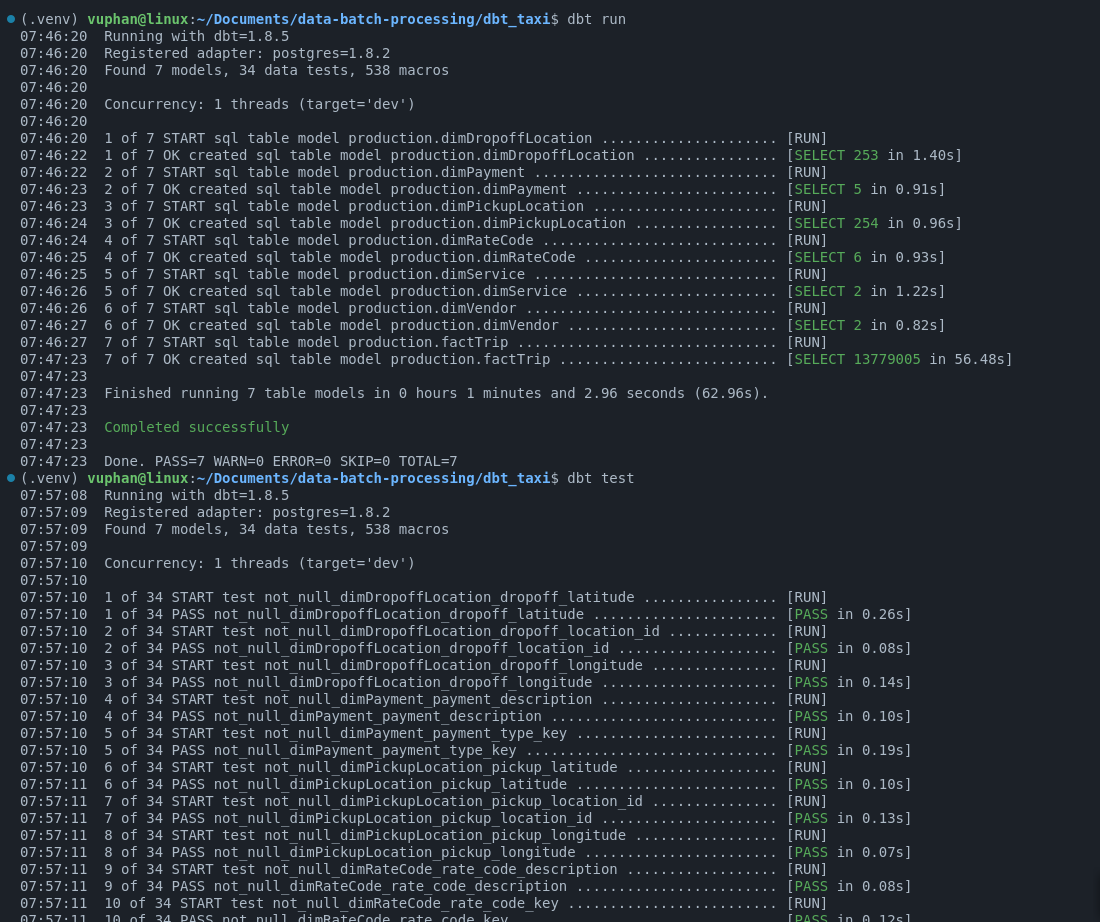 (.venv) vuphan@linux:~/Documents/data-batch-processing/dbt_taxi$ dbt run
07:46:20  Running with dbt=1.8.5
07:46:20  Registered adapter: postgres=1.8.2
07:46:20  Found 7 models, 34 data tests, 538 macros
07:46:20
07:46:20  Concurrency: 1 threads (target='dev')
07:46:20
07:46:20  1 of 7 START sql table model production.dimDropoffLocation ..................... [RUN]
07:46:22  1 of 7 OK created sql table model production.dimDropoffLocation ................ [SELECT 253 in 1.40s]
07:46:22  2 of 7 START sql table model production.dimPayment ............................. [RUN]
07:46:23  2 of 7 OK created sql table model production.dimPayment ........................ [SELECT 5 in 0.91s]
07:46:23  3 of 7 START sql table model production.dimPickupLocation ...................... [RUN]
07:46:24  3 of 7 OK created sql table model production.dimPickupLocation ................. [SELECT 254 in 0.96s]
07:46:24  4 of 7 START sql table model production.dimRateCode ............................ [RUN]
07:46:25  4 of 7 OK created sql table model production.dimRateCode ....................... [SELECT 6 in 0.93s]
07:46:25  5 of 7 START sql table model production.dimService ............................. [RUN]
07:46:26  5 of 7 OK created sql table model production.dimService ........................ [SELECT 2 in 1.22s]
07:46:26  6 of 7 START sql table model production.dimVendor .............................. [RUN]
07:46:27  6 of 7 OK created sql table model production.dimVendor ......................... [SELECT 2 in 0.82s]
07:46:27  7 of 7 START sql table model production.factTrip ............................... [RUN]
07:47:23  7 of 7 OK created sql table model production.factTrip .......................... [SELECT 13779005 in 56.48s]
07:47:23
07:47:23  Finished running 7 table models in 0 hours 1 minutes and 2.96 seconds (62.96s).
07:47:23
07:47:23  Completed successfully
07:47:23
07:47:23  Done. PASS=7 WARN=0 ERROR=0 SKIP=0 TOTAL=7
(.venv) vuphan@linux:~/Documents/data-batch-processing/dbt_taxi$ dbt test
07:57:08  Running with dbt=1.8.5
07:57:09  Registered adapter: postgres=1.8.2
07:57:09  Found 7 models, 34 data tests, 538 macros
07:57:09
07:57:10  Concurrency: 1 threads (target='dev')
07:57:10
07:57:10  1 of 34 START test not_null_dimDropoffLocation_dropoff_latitude ................ [RUN]
07:57:10  1 of 34 PASS not_null_dimDropoffLocation_dropoff_latitude ...................... [PASS in 0.26s]
07:57:10  2 of 34 START test not_null_dimDropoffLocation_dropoff_location_id ............. [RUN]
07:57:10  2 of 34 PASS not_null_dimDropoffLocation_dropoff_location_id ................... [PASS in 0.08s]
07:57:10  3 of 34 START test not_null_dimDropoffLocation_dropoff_longitude ............... [RUN]
07:57:10  3 of 34 PASS not_null_dimDropoffLocation_dropoff_longitude ..................... [PASS in 0.14s]
07:57:10  4 of 34 START test not_null_dimPayment_payment_description ..................... [RUN]
07:57:10  4 of 34 PASS not_null_dimPayment_payment_description ........................... [PASS in 0.10s]
07:57:10  5 of 34 START test not_null_dimPayment_payment_type_key ........................ [RUN]
07:57:10  5 of 34 PASS not_null_dimPayment_payment_type_key .............................. [PASS in 0.19s]
07:57:10  6 of 34 START test not_null_dimPickupLocation_pickup_latitude .................. [RUN]
07:57:11  6 of 34 PASS not_null_dimPickupLocation_pickup_latitude ........................ [PASS in 0.10s]
07:57:11  7 of 34 START test not_null_dimPickupLocation_pickup_location_id ............... [RUN]
07:57:11  7 of 34 PASS not_null_dimPickupLocation_pickup_location_id ..................... [PASS in 0.13s]
07:57:11  8 of 34 START test not_null_dimPickupLocation_pickup_longitude ................. [RUN]
07:57:11  8 of 34 PASS not_null_dimPickupLocation_pickup_longitude ....................... [PASS in 0.07s]
07:57:11  9 of 34 START test not_null_dimRateCode_rate_code_description .................. [RUN]
07:57:11  9 of 34 PASS not_null_dimRateCode_rate_code_description ........................ [PASS in 0.08s]
07:57:11  10 of 34 START test not_null_dimRateCode_rate_code_key ......................... [RUN]
07:57:11  10 of 34 PASS not_null_dimRateCode_rate_code_key ............................... [PASS in 0.12s]